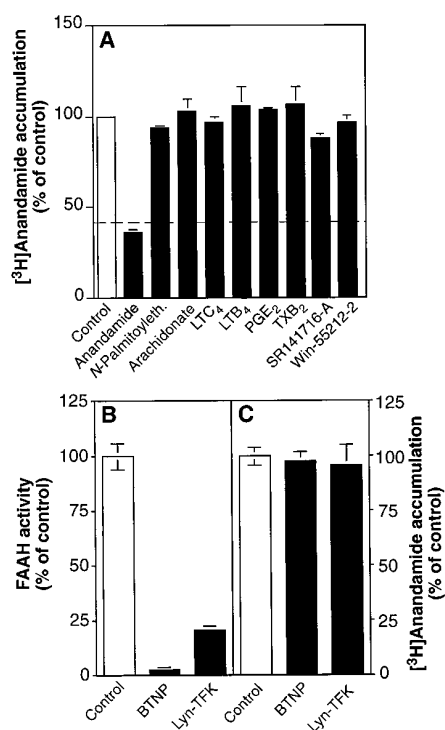 A
[³H]Anandamide accumulation
(% of control)
150
100
50
0
Control
Anandamide
N-Palmitoyleth.
Arachidonate
LTC₄
LTB₄
PGE₂
TXB₂
SR141716-A
Win-55212-2
B
FAAH activity
(% of control)
125
100
75
50
25
0
Control
BTNP
Lyn-TFK
C
125
100
75
50
25
0
[³H]Anandamide accumulation
(% of control)
Control
BTNP
Lyn-TFK